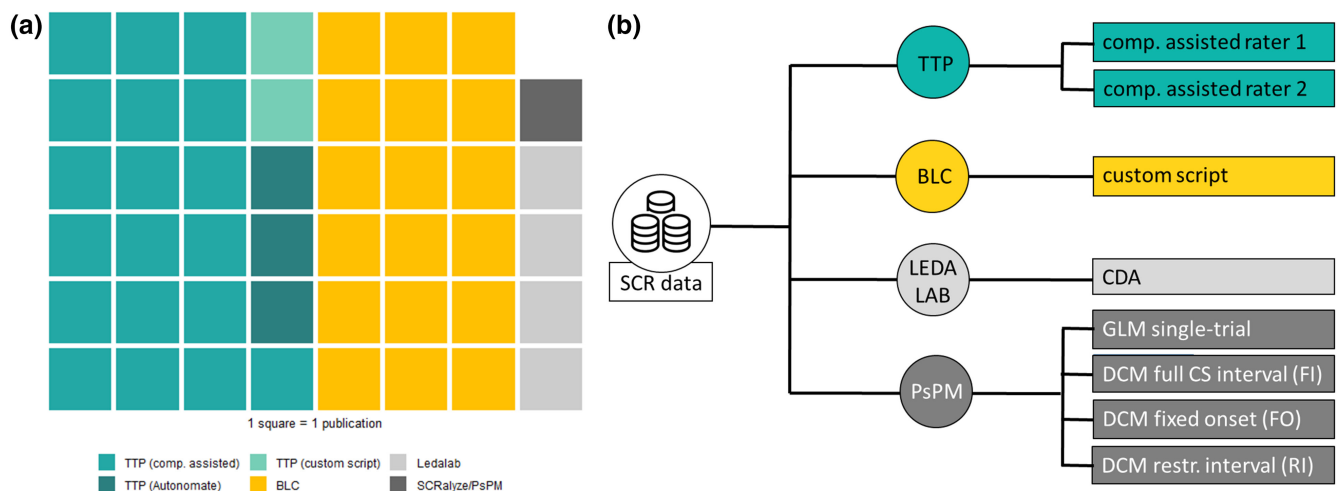 (a)
1 square = 1 publication
TTP (comp. assisted)
TTP (custom script)
Ledalab
TTP (Autonomate)
BLC
SCRalyze/PsPM
(b)
SCR data
TTP
comp. assisted rater 1
comp. assisted rater 2
BLC
custom script
LEDA
LAB
CDA
PsPM
GLM single-trial
DCM full CS interval (FI)
DCM fixed onset (FO)
DCM restr. interval (RI)